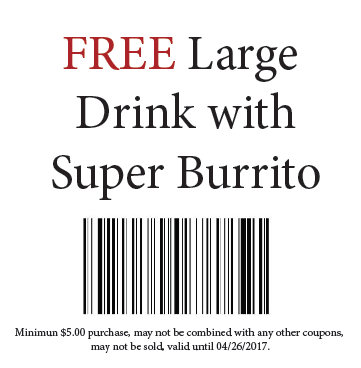 FREE Large
Drink with
Super Burrito
Minimun $5.00 purchase, may not be combined with any other coupons,
may not be sold, valid until 04/26/2017.